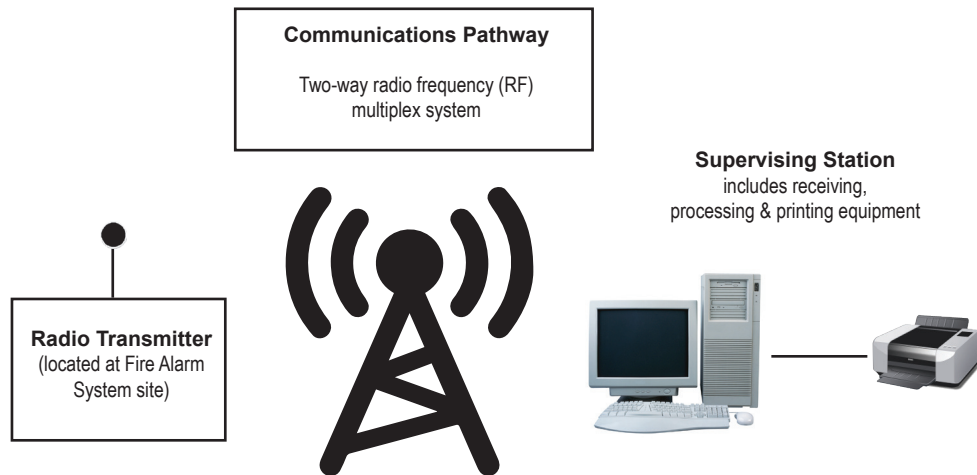 Communications Pathway
Two-way radio frequency (RF)
multiplex system
Supervising Station
includes receiving,
processing & printing equipment
Radio Transmitter
(located at Fire Alarm
System site)